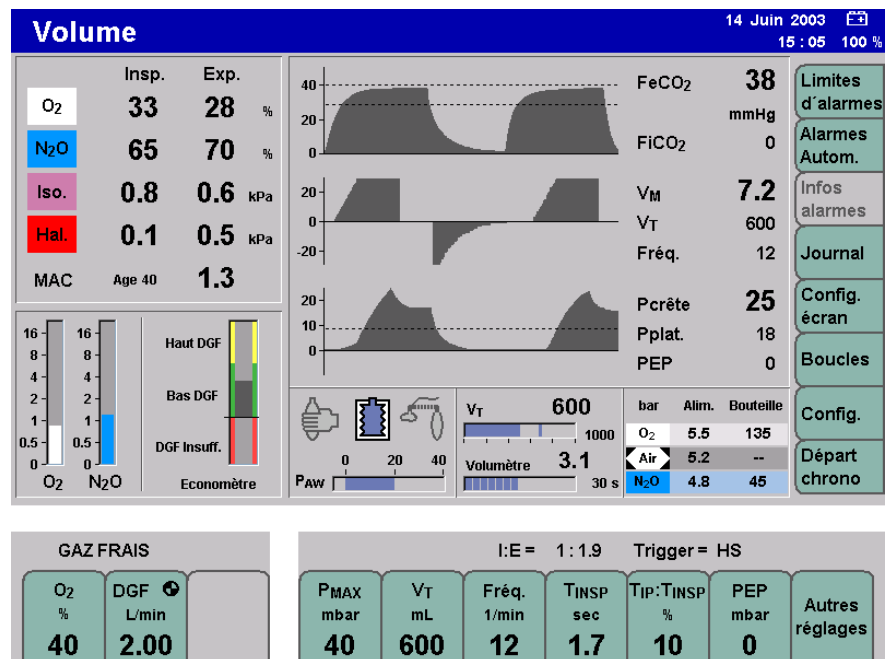 Volume
14 Juin 2003
15 : 05 100 %
Insp. Exp.
O2 33 28 %
N2O 65 70 %
Iso. 0.8 0.6 kPa
Hal. 0.1 0.5 kPa
MAC Age 40 1.3
40
20
0
FeCO2 38
mmHg
FiCO2 0
20
0
-20
VM 7.2
VT 600
Fréq. 12
20
10
0
Pcrête 25
Pplat. 18
PEP 0
Limites
d´alarmes
Alarmes
Autom.
Infos
alarmes
Journal
Config.
écran
Boucles
Config.
Départ
chrono
16 16
8 8
4 4
2 2
1 1
0.5 0.5
0 0
O2 N2O
Haut DGF
Bas DGF
DGF Insuff.
Economètre
0 20 40
PAW
VT 600
1000
Volumètre 3.1
30 s
bar Alim. Bouteille
O2 5.5 135
Air 5.2 --
N2O 4.8 45
GAZ FRAIS
I:E = 1 : 1.9 Trigger = HS
O2
%
40
DGF
L/min
2.00
PMAX
mbar
40
VT
mL
600
Fréq.
1/min
12
TINSP
sec
1.7
TIP:TINSP
%
10
PEP
mbar
0
Autres
réglages